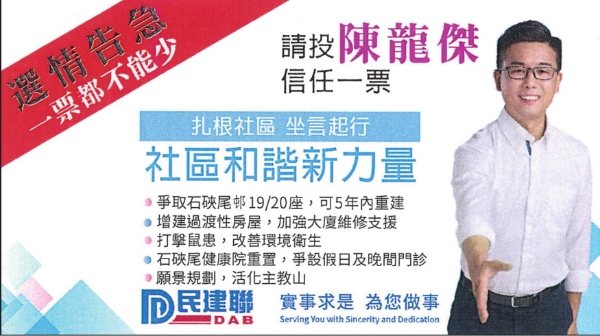 選情告急
一票都不能少
請投陳龍傑
信任一票
扎根社區 坐言起行
社區和諧新力量
爭取石硤尾邨19/20座,可5年內重建
增建過渡性房屋,加強大廈維修支援
打擊鼠患,改善環境衛生
石硤尾健康院重置,爭設假日及晚間門診
願景規劃,活化主教山
民建聯
DAB
實事求是 為您做事
Serving You with Sincerity and Dedication